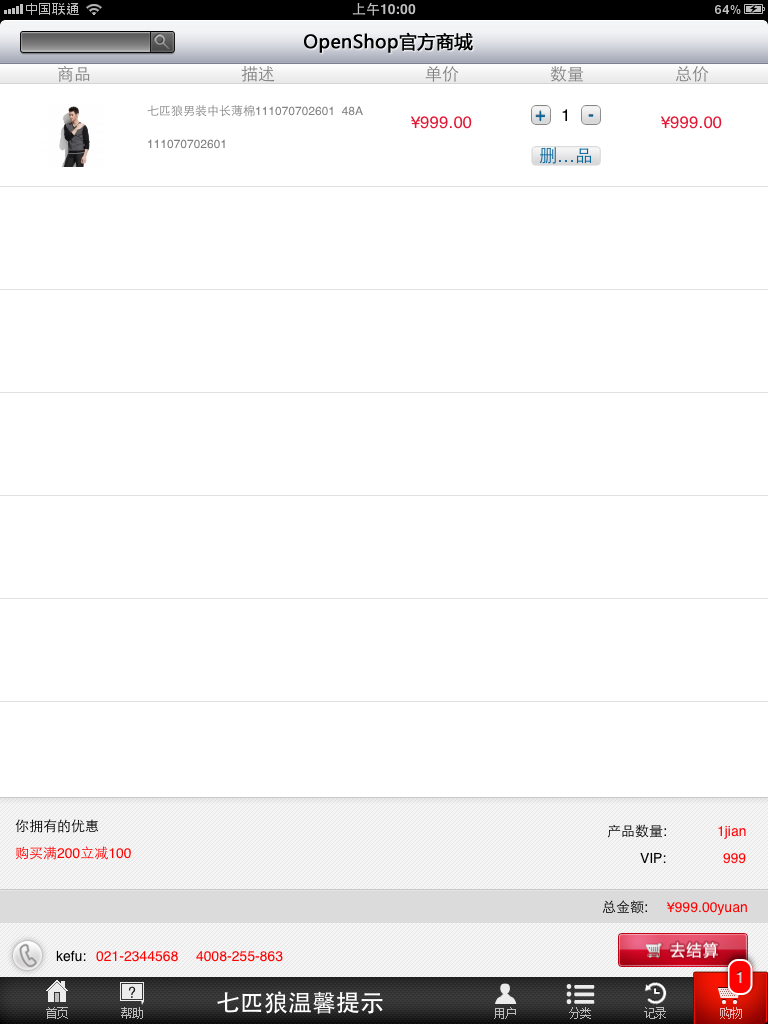 中国联通 上午10:00 64%
OpenShop官方商城
商品 描述 单价 数量 总价
七匹狼男装中长薄棉111070702601 48A
¥999.00 + 1 - ¥999.00
111070702601
删...品
你拥有的优惠
产品数量: 1jian
购买满200立减100
VIP: 999
总金额: ¥999.00yuan
kefu: 021-2344568 4008-255-863
去结算
1
首页 帮助 七匹狼温馨提示 用户 分类 记录 购物